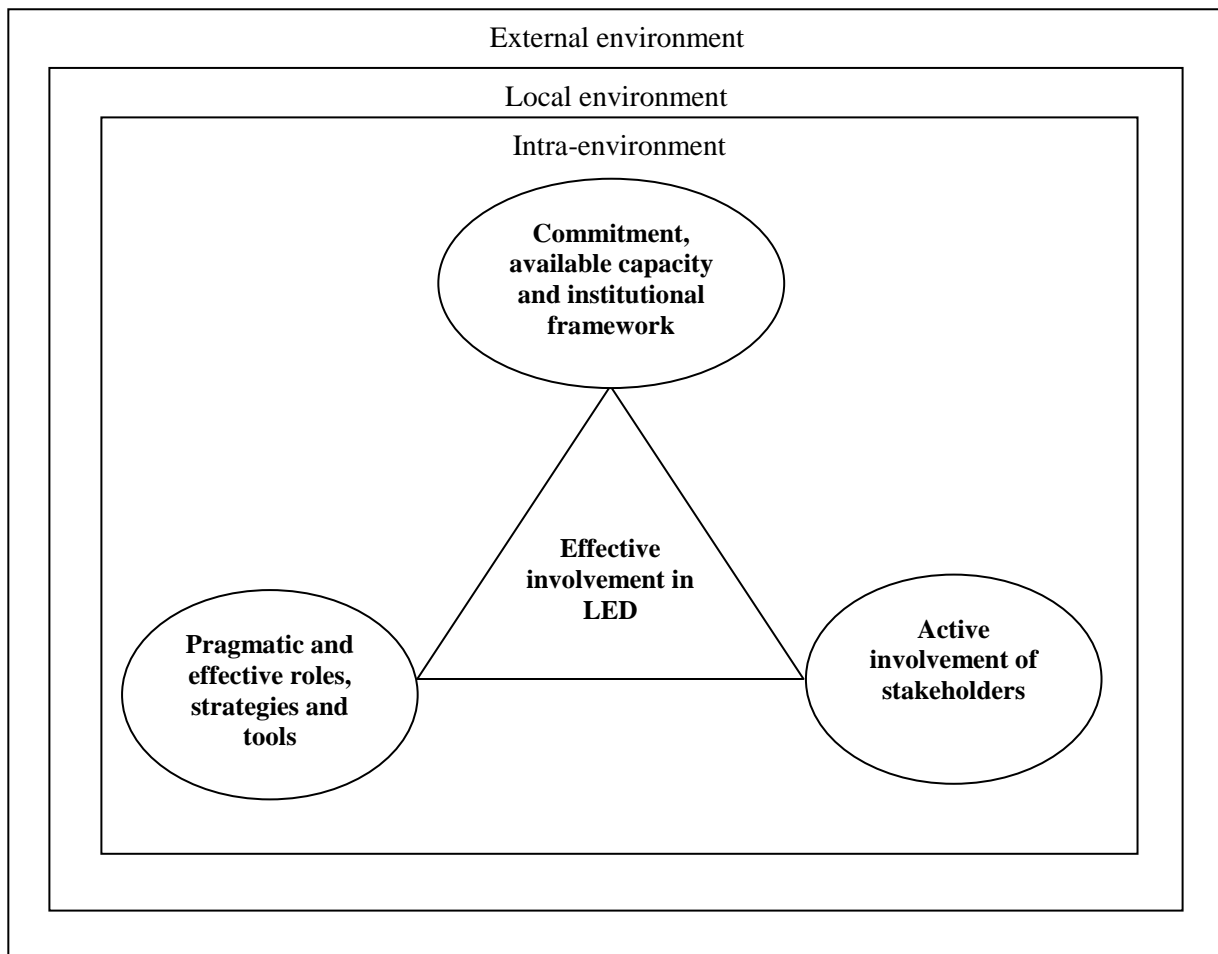 External environment
Local environment
Intra-environment
Commitment,
available capacity
and institutional
framework
Effective
involvement in
LED
Pragmatic and
effective roles,
strategies and
tools
Active
involvement of
stakeholders